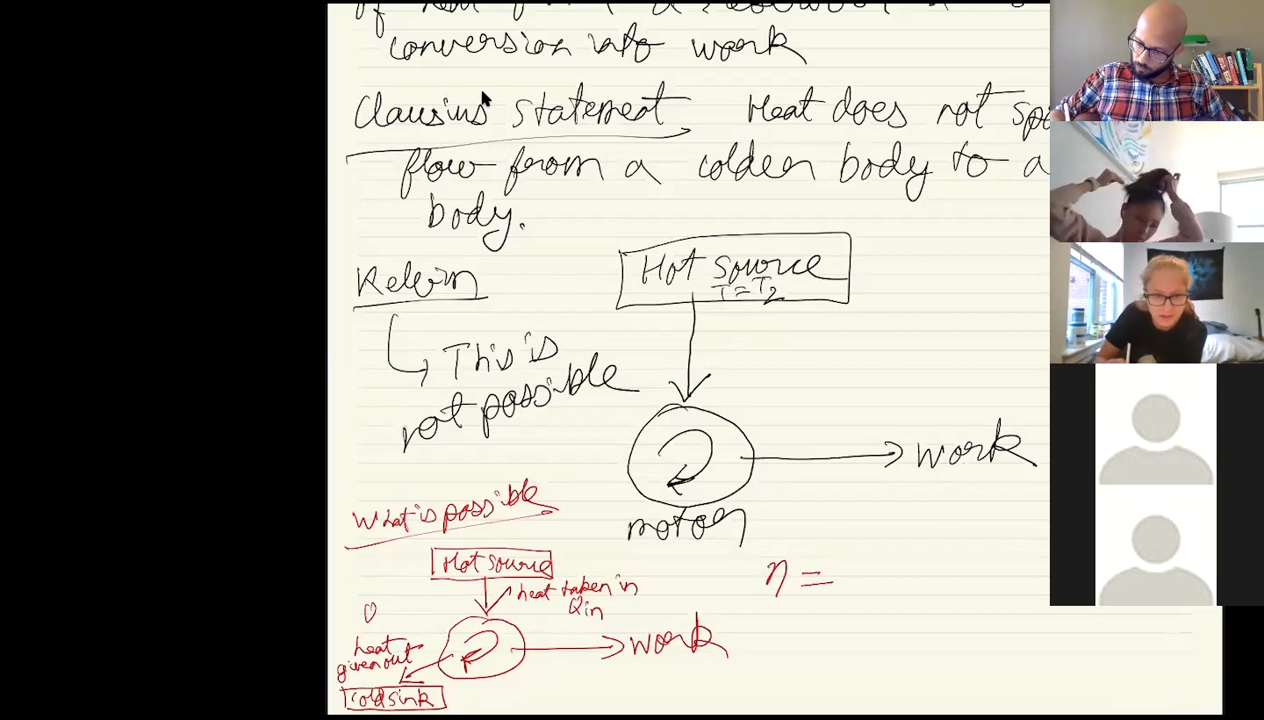 conversion into work
Clausius Statement Heat does not
flow from a colder body to a
body.
Kelvin
Hot source
T = T2
This is
not possible
work
motor
What is possible
Hot source
heat taken in
Qin
η =
heat
given out
work
cold sink